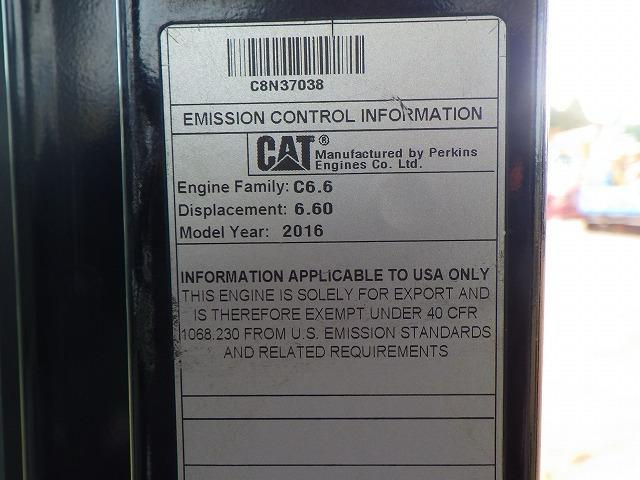 C8N37038
EMISSION CONTROL INFORMATION
CAT® Manufactured by Perkins
Engines Co. Ltd.
Engine Family: C6.6
Displacement: 6.60
Model Year: 2016
INFORMATION APPLICABLE TO USA ONLY
THIS ENGINE IS SOLELY FOR EXPORT AND
IS THEREFORE EXEMPT UNDER 40 CFR
1068.230 FROM U.S. EMISSION STANDARDS
AND RELATED REQUIREMENTS